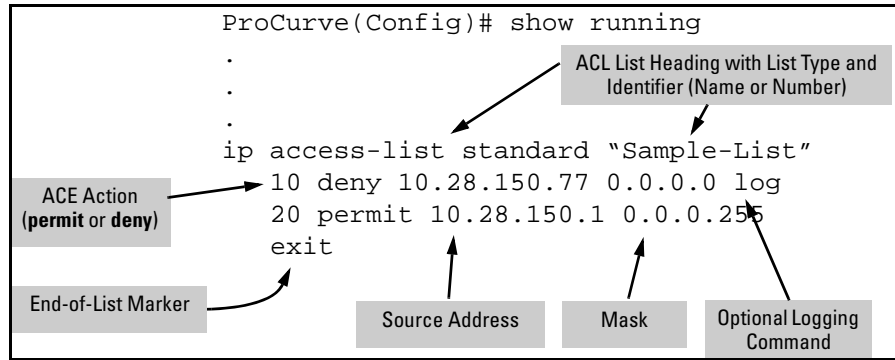 ProCurve(Config)# show running
.
.
.
ACL List Heading with List Type and
Identifier (Name or Number)
ip access-list standard “Sample-List”
10 deny 10.28.150.77 0.0.0.0 log
20 permit 10.28.150.1 0.0.0.255
exit
ACE Action
(permit or deny)
End-of-List Marker
Source Address
Mask
Optional Logging
Command